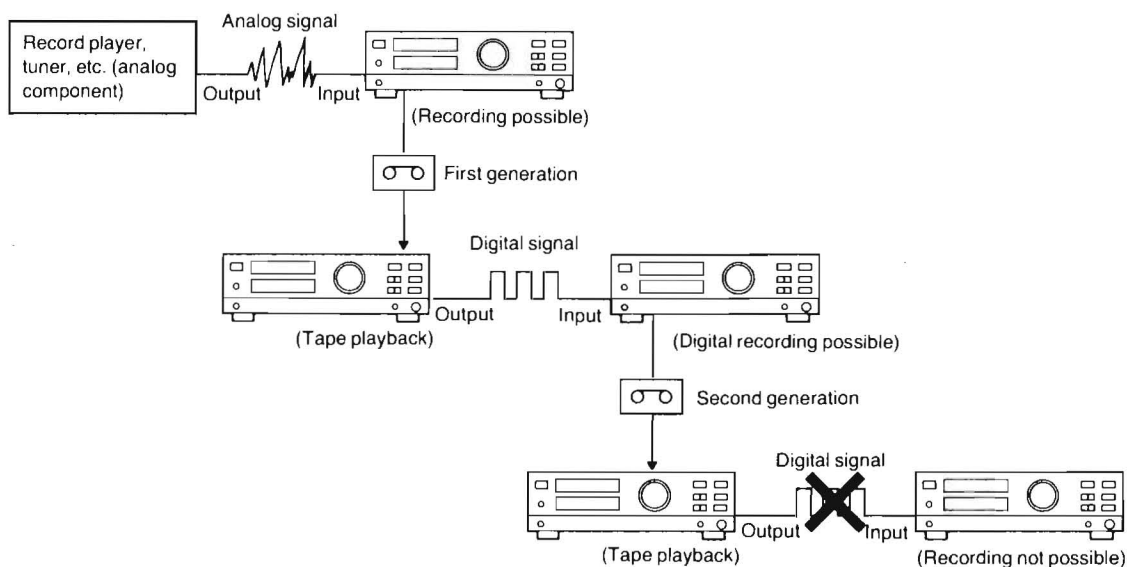 Analog signal
Record player,
tuner, etc. (analog
component)
Output
Input
(Recording possible)
First generation
Digital signal
Output
Input
(Tape playback)
(Digital recording possible)
Second generation
Digital signal
Output
Input
(Tape playback)
(Recording not possible)